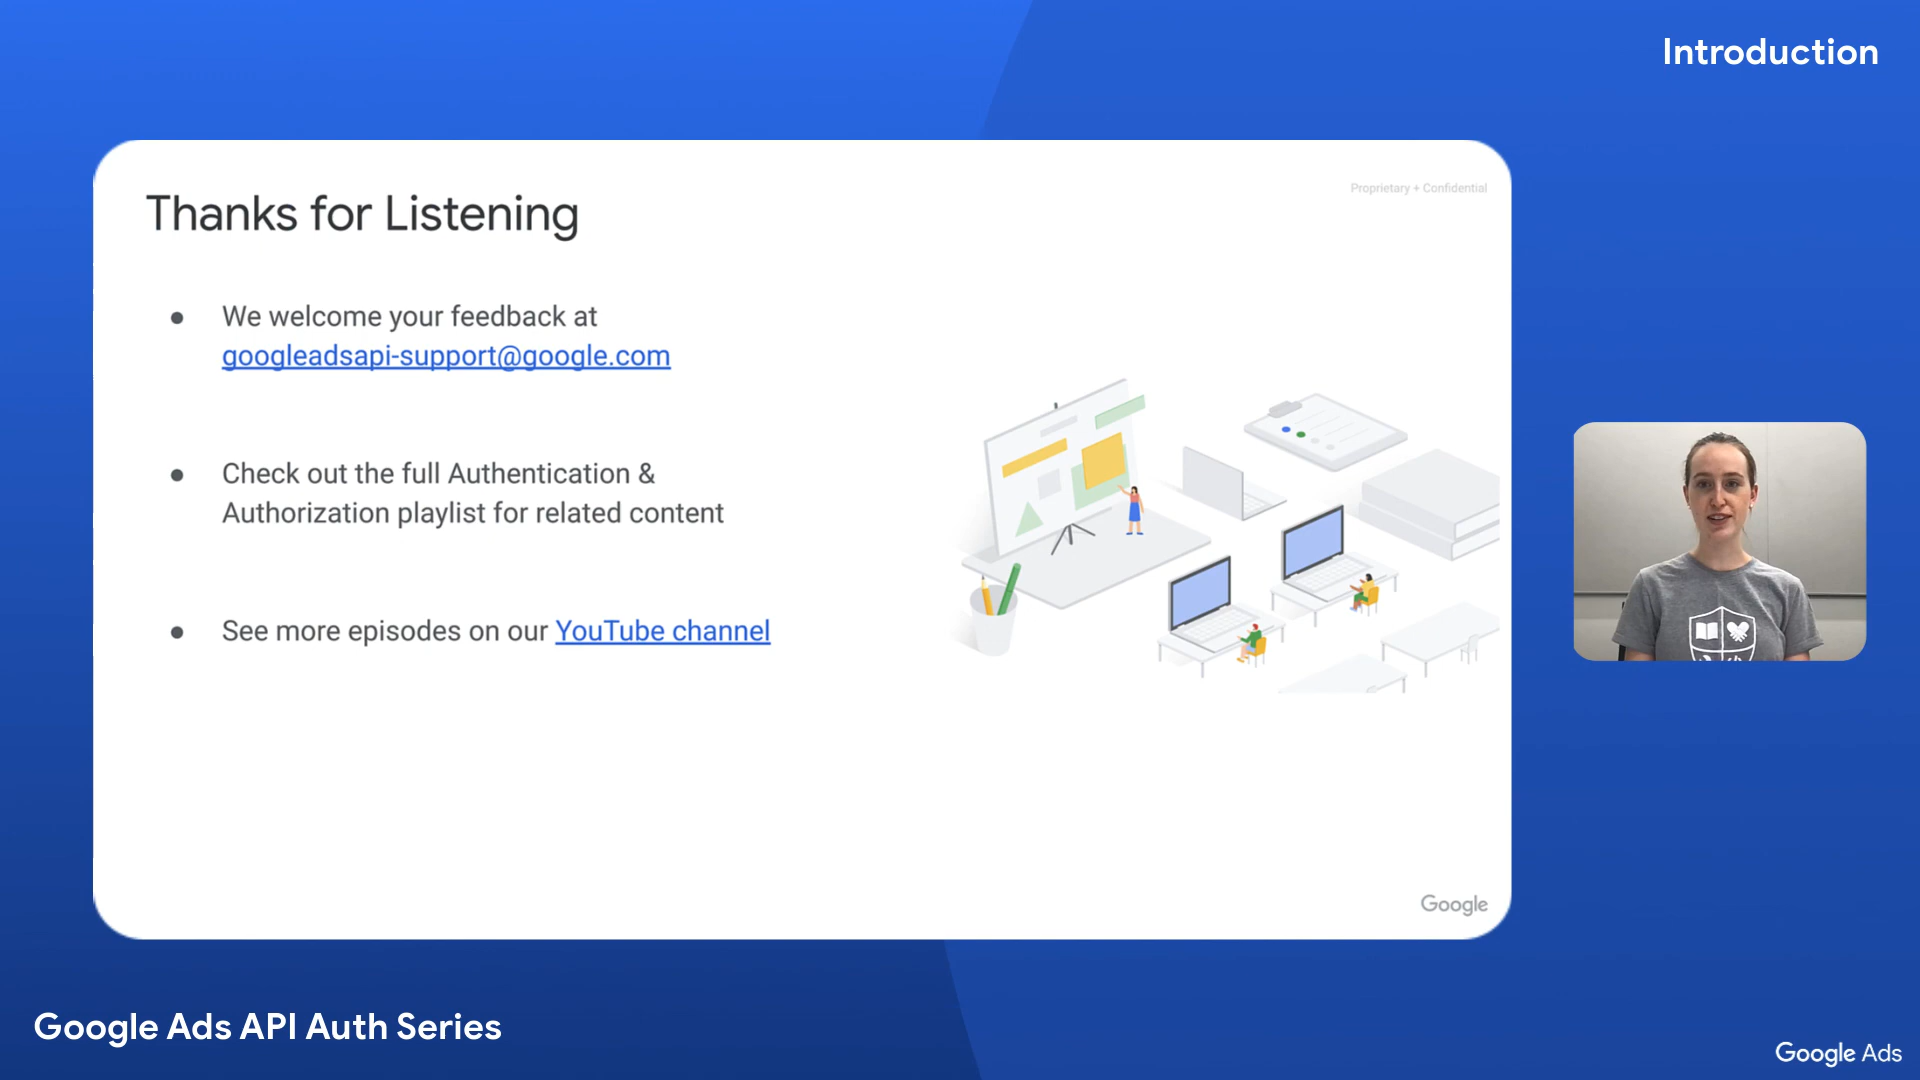 Introduction
Proprietary + Confidential
Thanks for Listening
● We welcome your feedback at
googleadsapi-support@google.com
● Check out the full Authentication &
Authorization playlist for related content
● See more episodes on our YouTube channel
Google
Google Ads API Auth Series
Google Ads